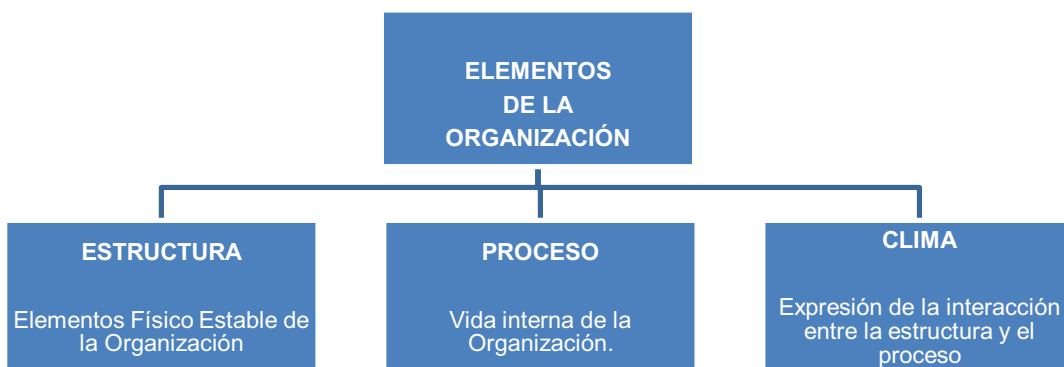 ELEMENTOS
DE LA
ORGANIZACIÓN
ESTRUCTURA
Elementos Físico Estable de
la Organización
PROCESO
Vida interna de la
Organización.
CLIMA
Expresión de la interacción
entre la estructura y el
proceso